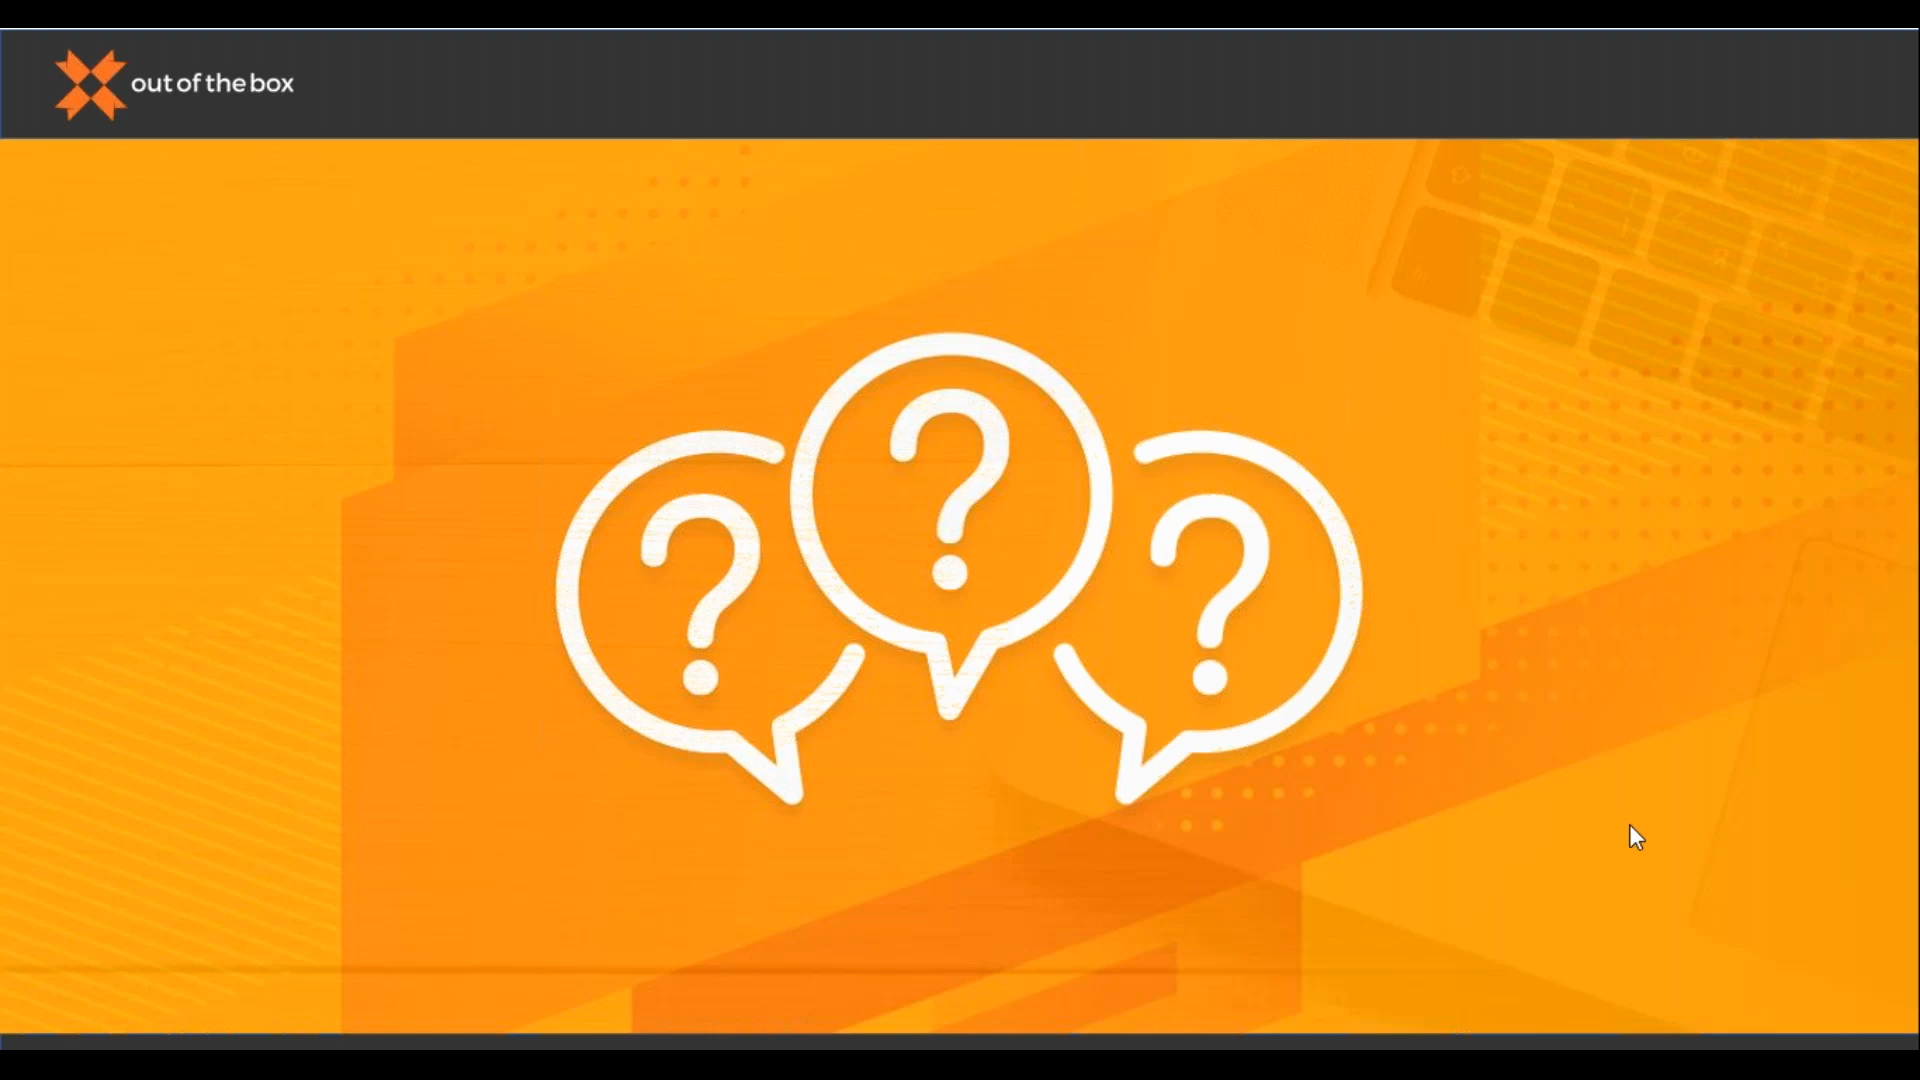 out of the box
? ? ?